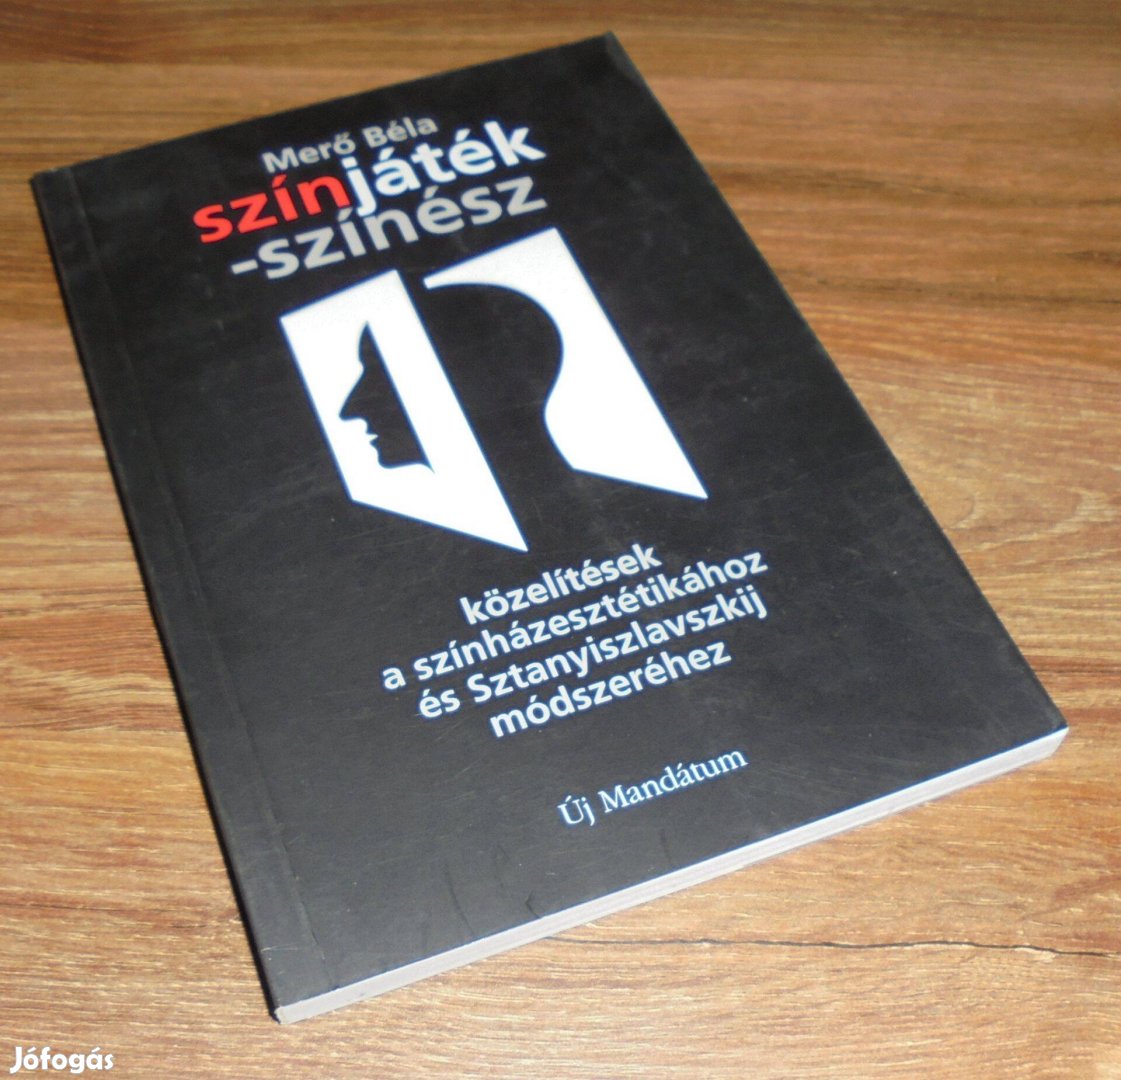 Merő Béla
színjáték
-színész
közelítések
a színházesztétikához
és Sztanyiszlavszkij
módszeréhez
Új Mandátum
Jófogás